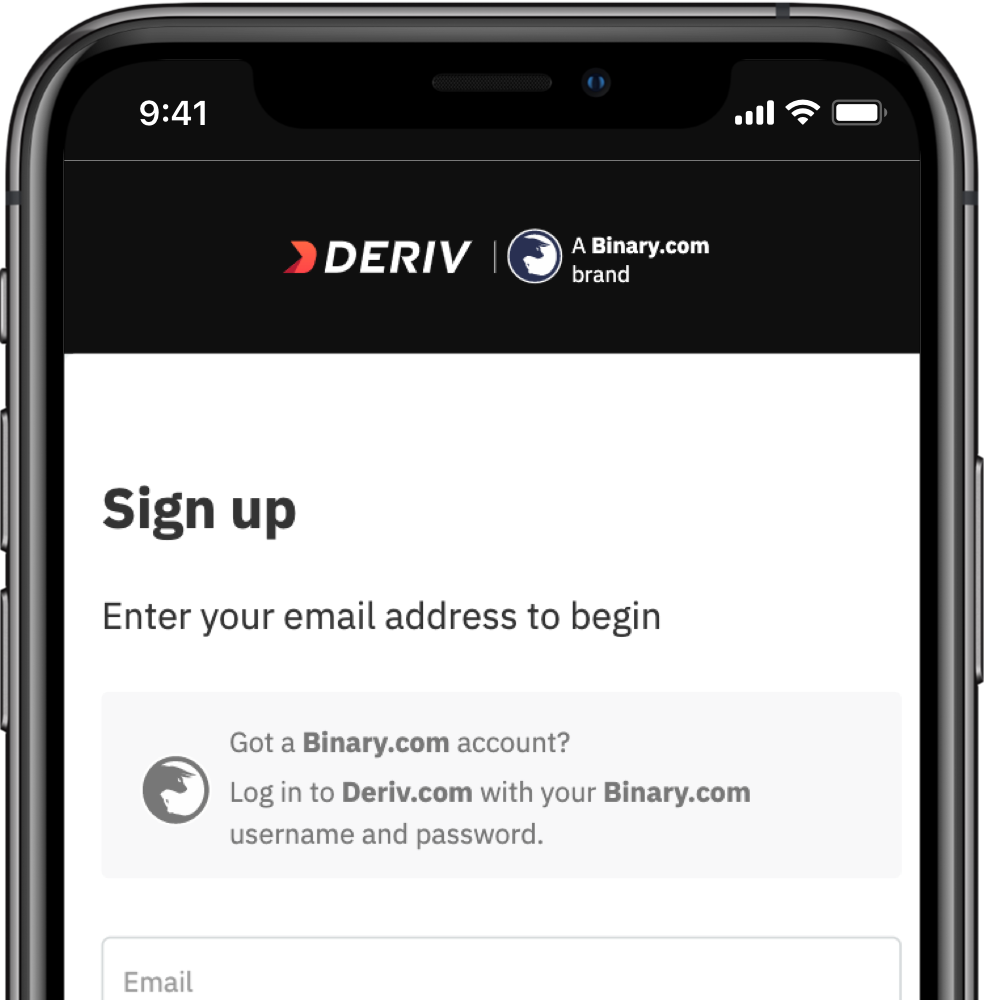 9:41
DERIV
A Binary.com
brand
Sign up
Enter your email address to begin
Got a Binary.com account?
Log in to Deriv.com with your Binary.com
username and password.
Email